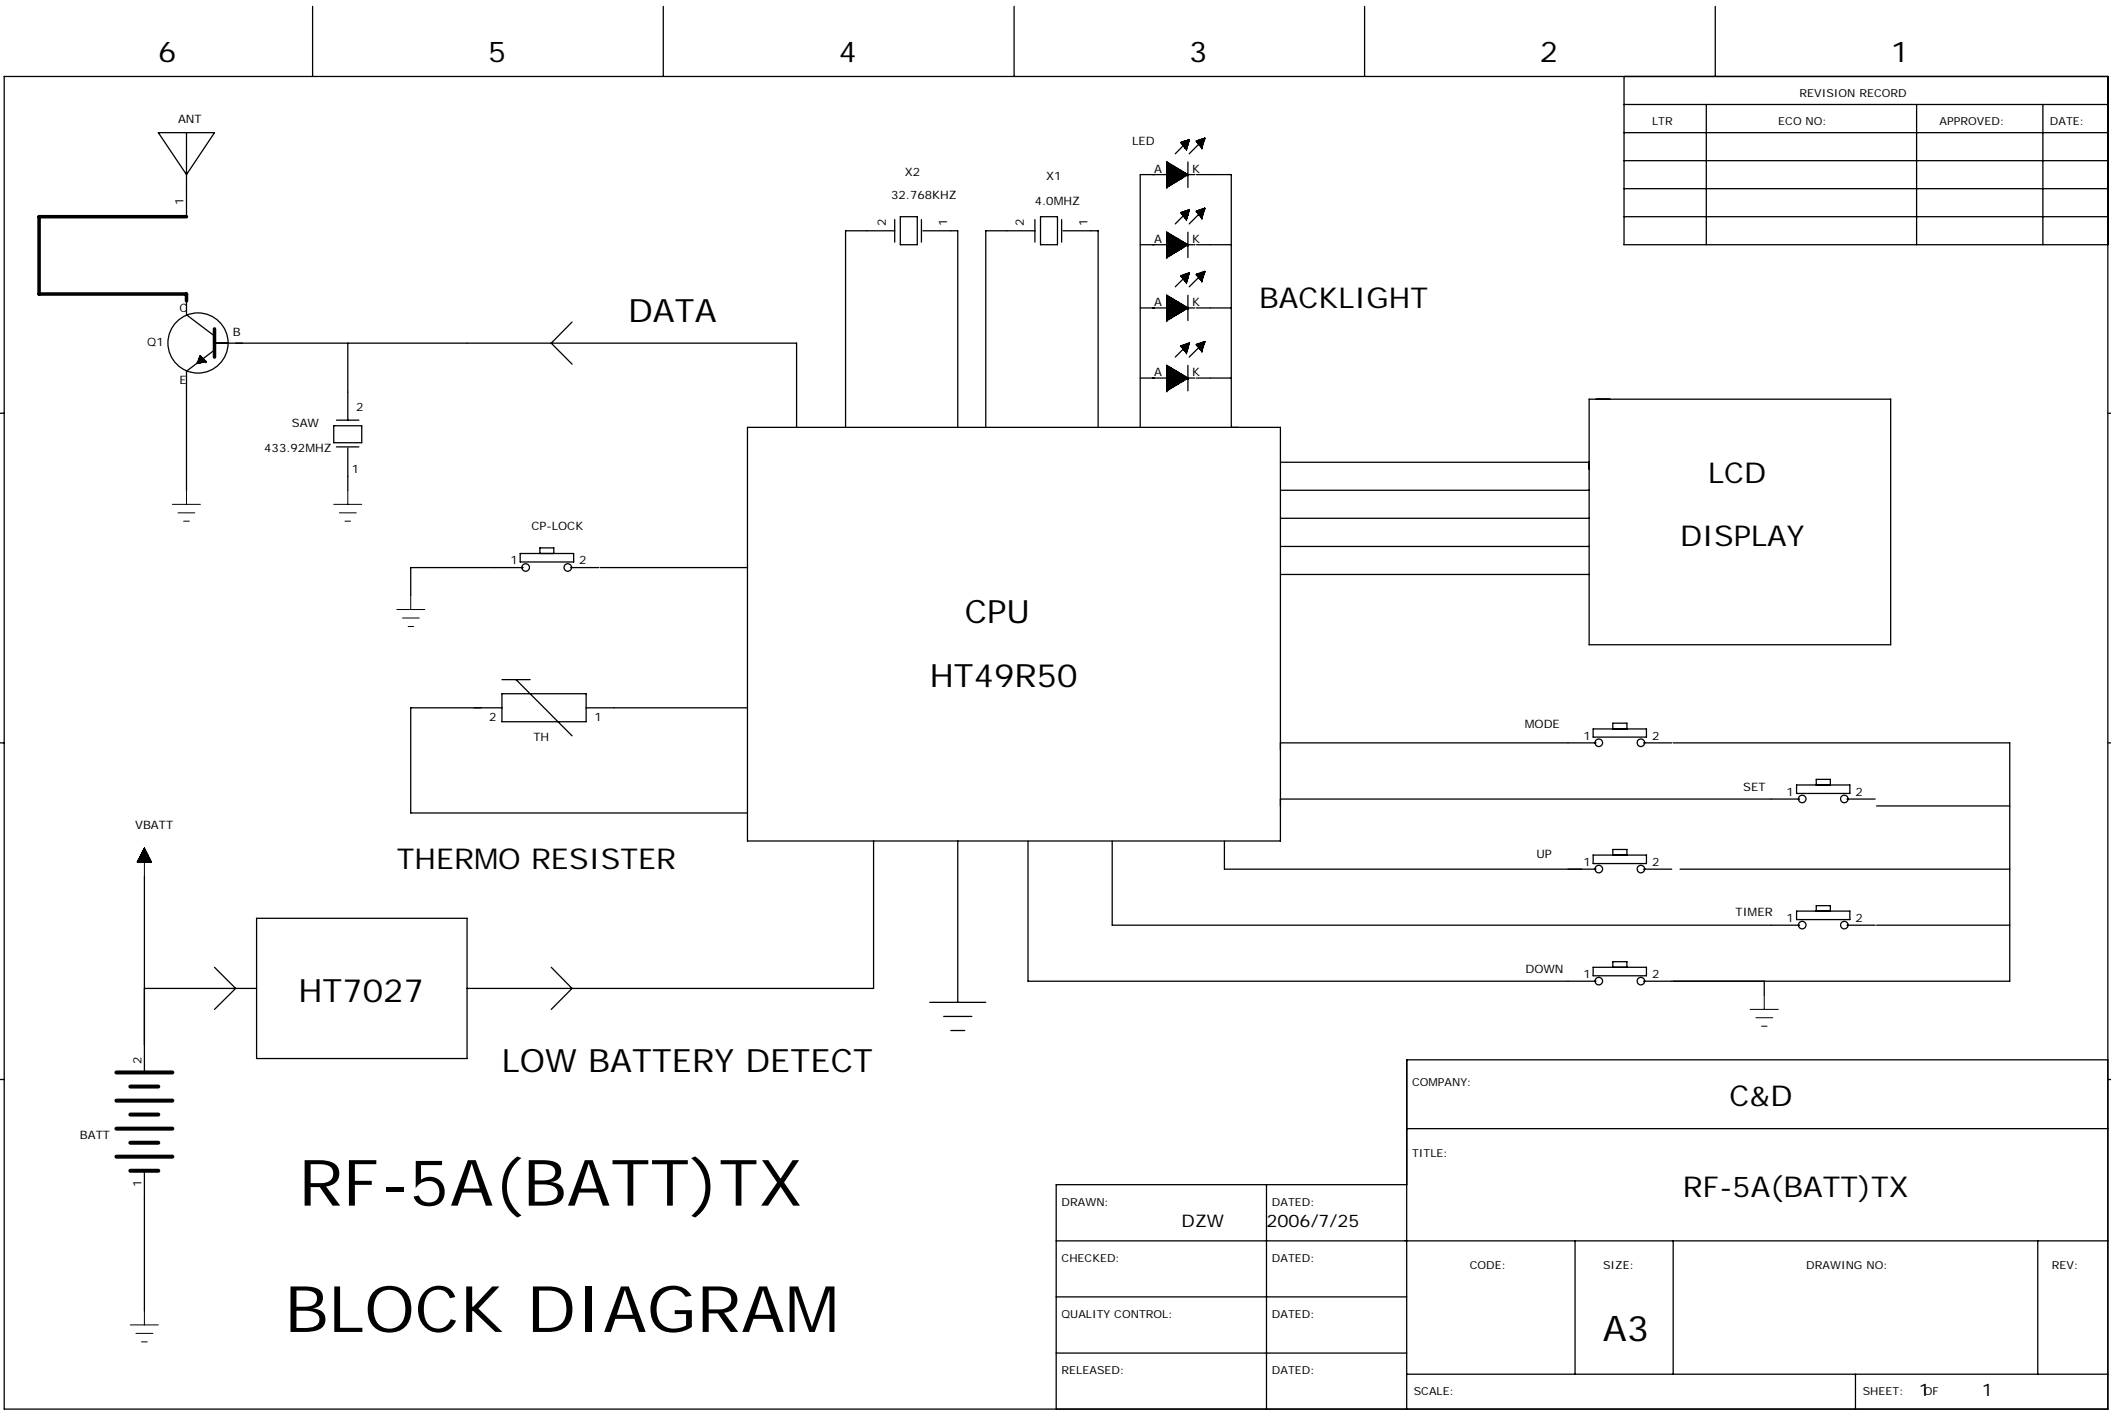 6 5 4 3 2 1
REVISION RECORD
LTR ECO NO: APPROVED: DATE:
ANT
1
C
Q1 B
E
DATA
SAW
433.92MHZ
2
1
X2
32.768KHZ
2 1
X1
4.0MHZ
2 1
LED
A K
A K
A K
A K
BACKLIGHT
LCD
DISPLAY
CP-LOCK
1 2
CPU
HT49R50
2 1
TH
THERMO RESISTER
MODE 1 2
SET 1 2
UP 1 2
TIMER 1 2
DOWN 1 2
VBATT
HT7027
LOW BATTERY DETECT
2
BATT
1
RF-5A(BATT)TX
BLOCK DIAGRAM
COMPANY:
C&D
TITLE:
RF-5A(BATT)TX
DRAWN: DZW
DATED: 2006/7/25
CHECKED: DATED:
QUALITY CONTROL: DATED:
RELEASED: DATED:
CODE: SIZE: DRAWING NO: REV:
A3
SCALE: SHEET: 1 OF 1